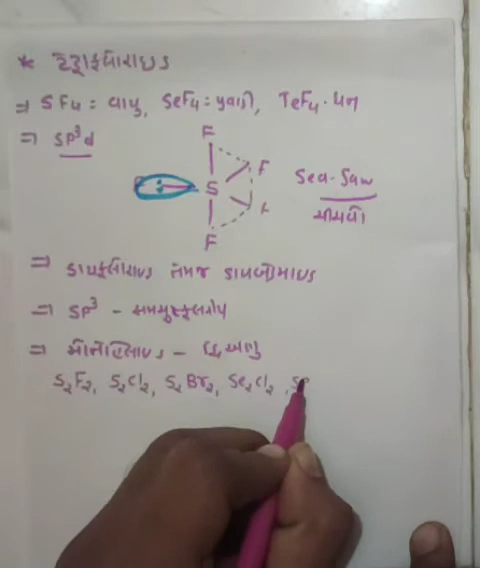 * ટેટ્રાફ્લોરાઇડ
⇒ SF4 = વાયુ, SeF4 = પ્રવાહી, TeF4 - ઘન
⇒ SP³d
F
F
S
Sea-Saw
F
F
સીસો
⇒ ડાયફ્લોરાઇડ તેમજ ડાયબ્રોમાઇડ
⇒ SP³ - સમચતુષ્ફલકીય
⇒ મોનોહેલાઇડ - દ્વિઅણુ
S2F2, S2Cl2, S2Br2, Se2Cl2, Se